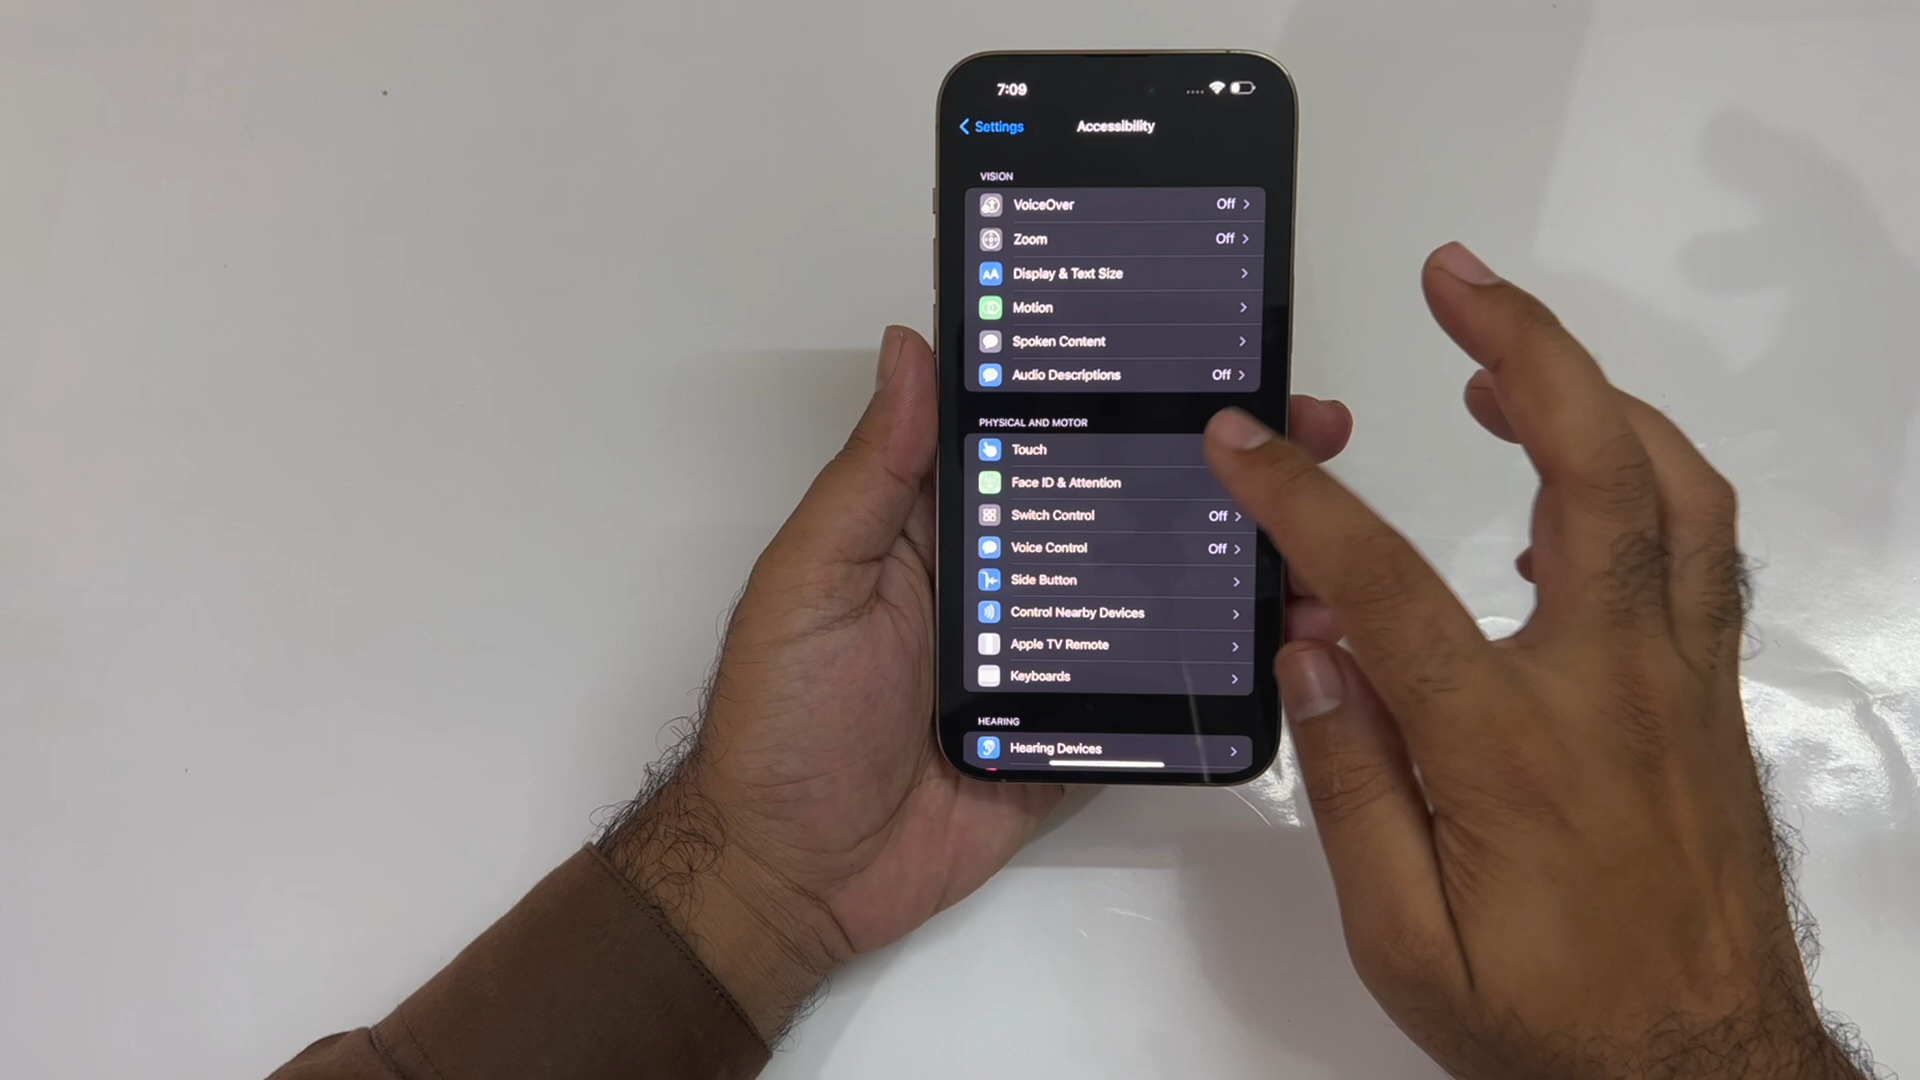 7:09
Settings
Accessibility
VISION
VoiceOver Off
Zoom Off
AA Display & Text Size
Motion
Spoken Content
Audio Descriptions Off
PHYSICAL AND MOTOR
Touch
Face ID & Attention
Switch Control Off
Voice Control Off
Side Button
Control Nearby Devices
Apple TV Remote
Keyboards
HEARING
Hearing Devices